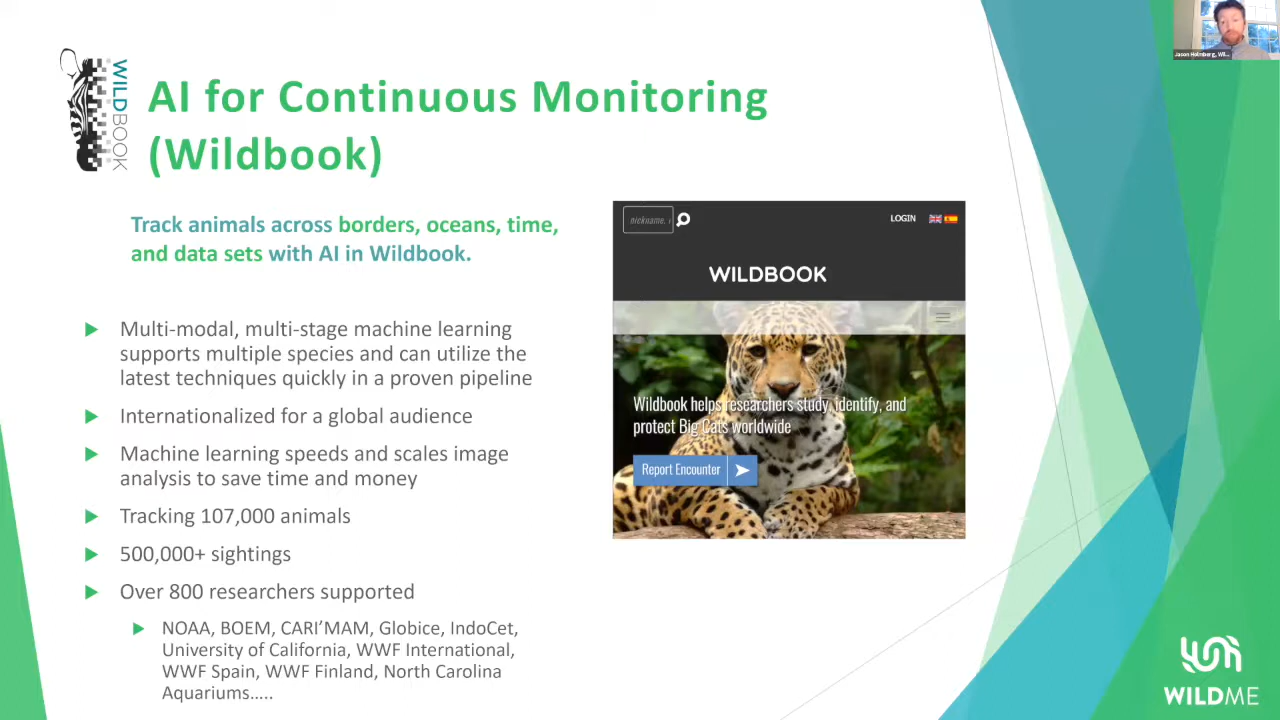 WILDBOOK
AI for Continuous Monitoring
(Wildbook)
Track animals across borders, oceans, time,
and data sets with AI in Wildbook.
Multi-modal, multi-stage machine learning
supports multiple species and can utilize the
latest techniques quickly in a proven pipeline
Internationalized for a global audience
Machine learning speeds and scales image
analysis to save time and money
Tracking 107,000 animals
500,000+ sightings
Over 800 researchers supported
NOAA, BOEM, CARI’MAM, Globice, IndoCet,
University of California, WWF International,
WWF Spain, WWF Finland, North Carolina
Aquariums…..
nickname,
LOGIN
WILDBOOK
Wildbook helps researchers study, identify, and
protect Big Cats worldwide
Report Encounter
Jason Holmberg, Wil...
WILDME